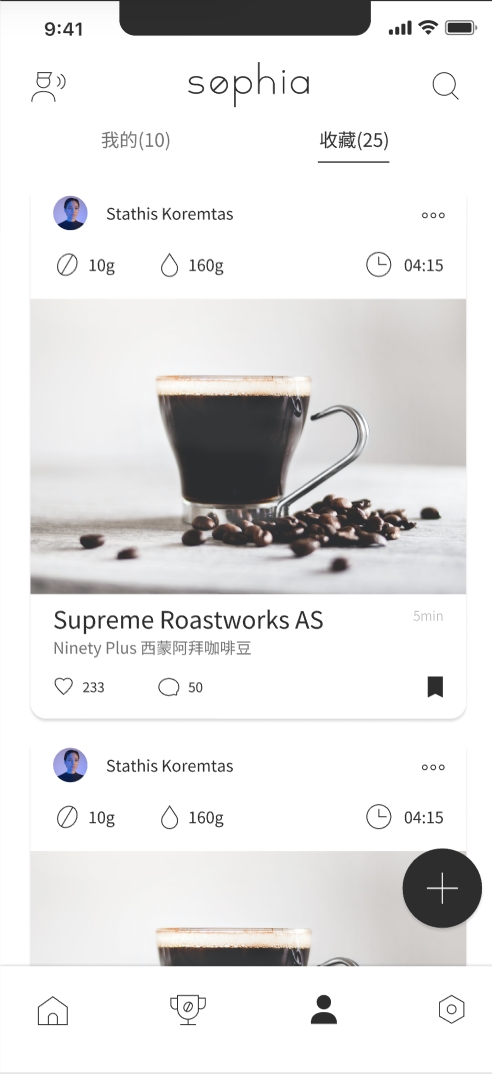 9:41
søphia
我的(10) 收藏(25)
Stathis Koremtas
10g 160g 04:15
Supreme Roastworks AS 5min
Ninety Plus 西蒙阿拜咖啡豆
233 50
Stathis Koremtas
10g 160g 04:15